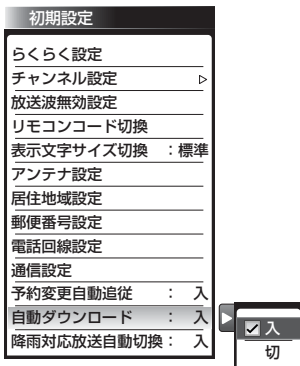 初期設定
らくらく設定
チャンネル設定 ▷
放送波無効設定
リモコンコード切換
表示文字サイズ切換 ：標準
アンテナ設定
居住地域設定
郵便番号設定
電話回線設定
通信設定
予約変更自動追従 ： 入
自動ダウンロード ： 入
降雨対応放送自動切換： 入
☑ 入
切